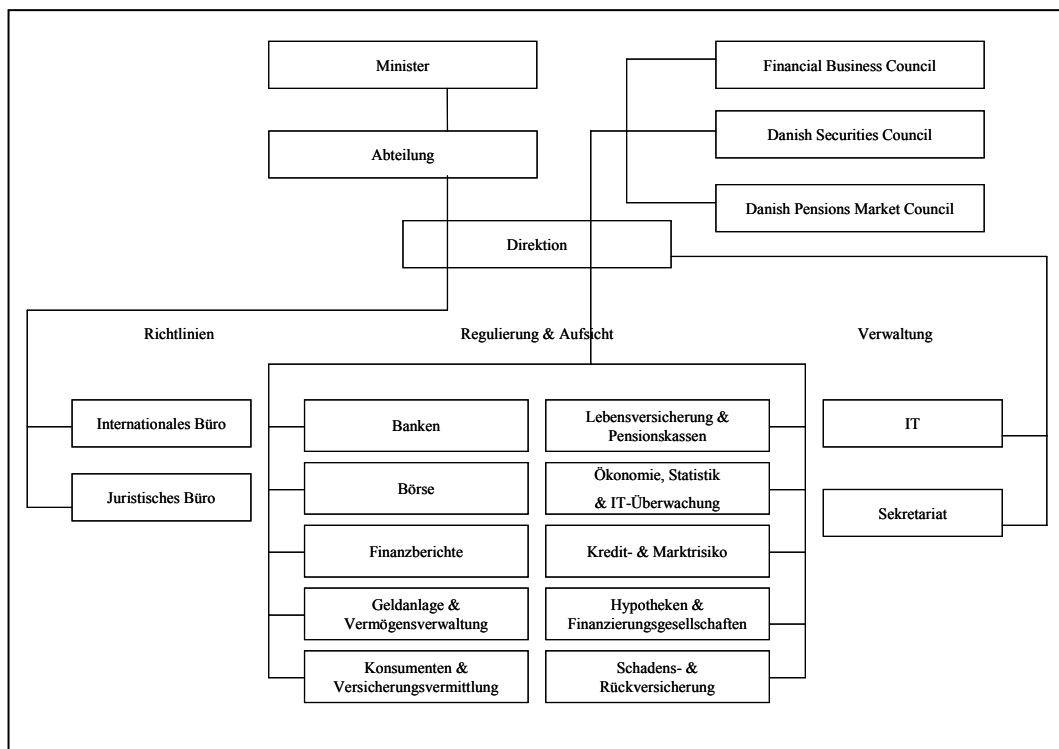 Minister
Financial Business Council
Danish Securities Council
Abteilung
Danish Pensions Market Council
Direktion
Richtlinien
Regulierung & Aufsicht
Verwaltung
Internationales Büro
Juristisches Büro
Banken
Börse
Finanzberichte
Geldanlage &
Vermögensverwaltung
Konsumenten &
Versicherungsvermittlung
Lebensversicherung &
Pensionskassen
Ökonomie, Statistik
& IT-Überwachung
Kredit- & Marktrisiko
Hypotheken &
Finanzierungsgesellschaften
Schadens- &
Rückversicherung
IT
Sekretariat